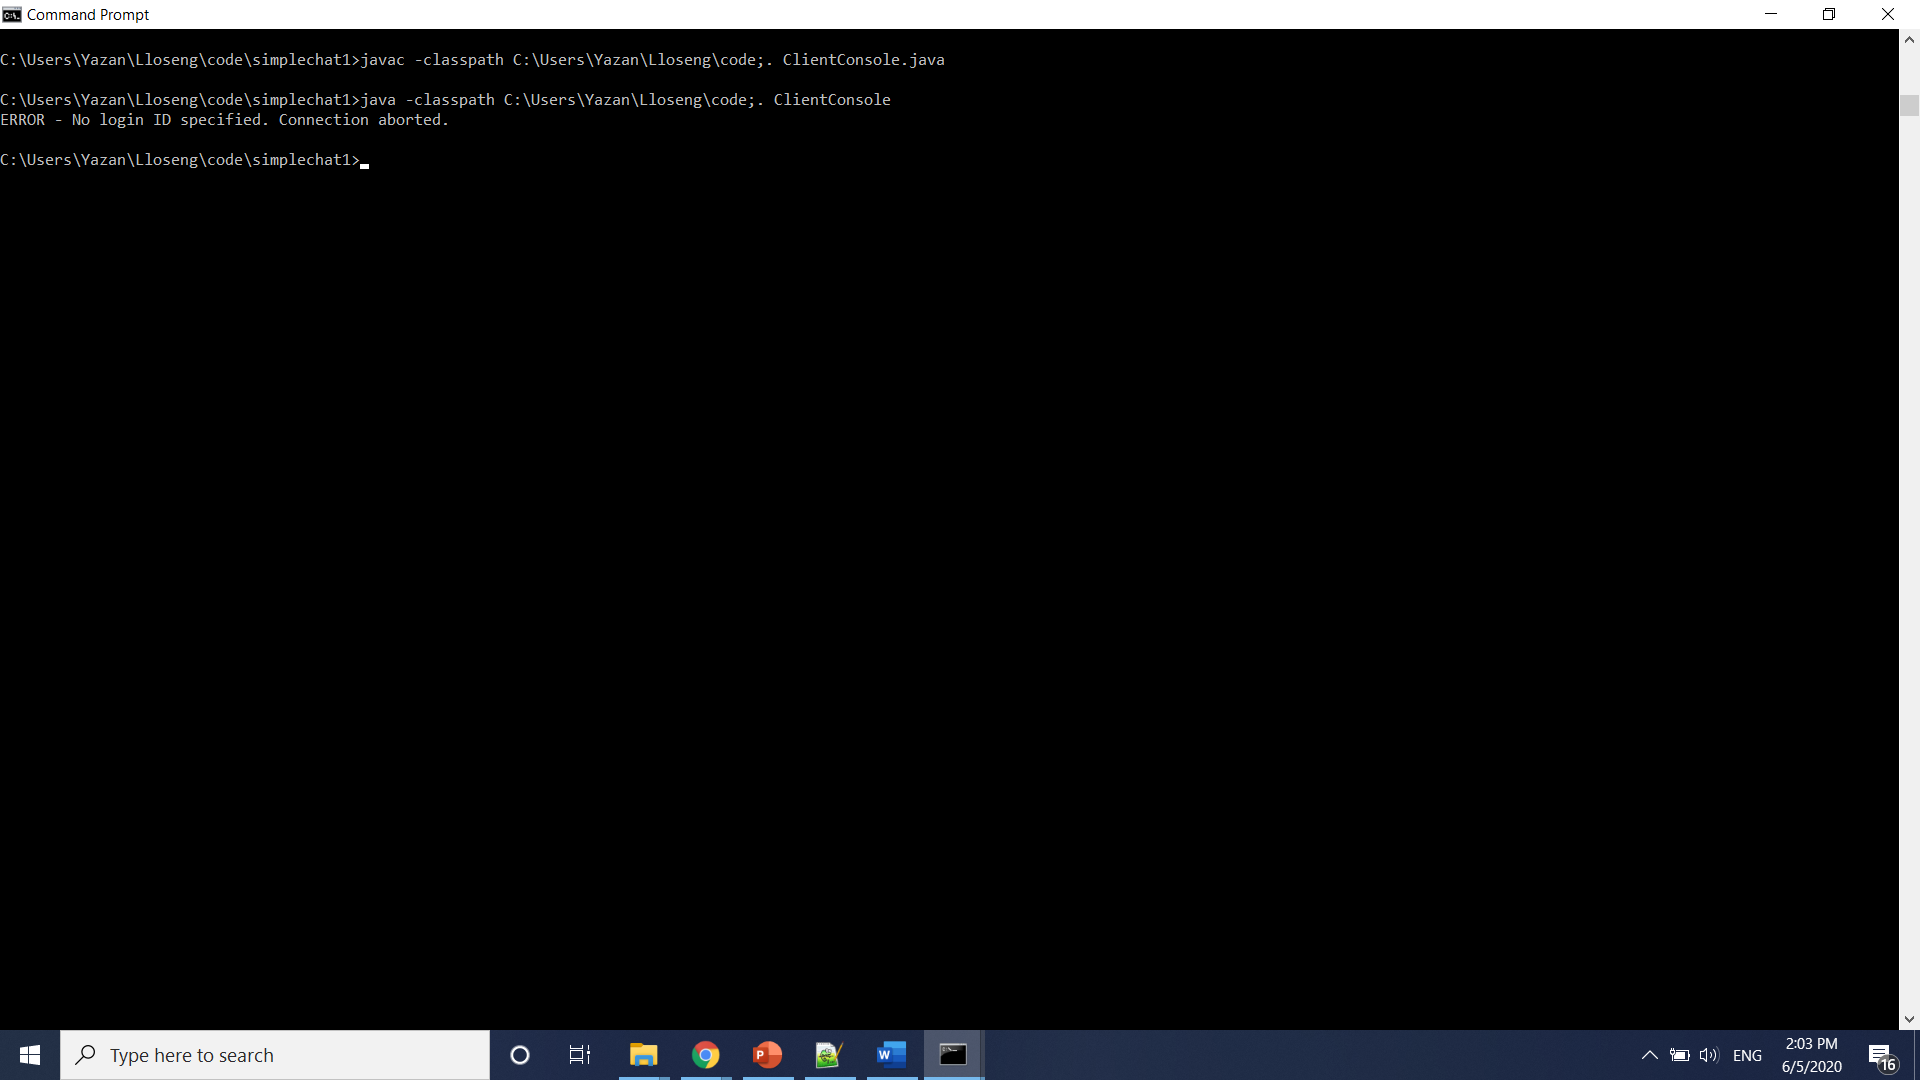 Command Prompt
C:\Users\Yazan\Lloseng\code\simplechat1>javac -classpath C:\Users\Yazan\Lloseng\code;. ClientConsole.java
C:\Users\Yazan\Lloseng\code\simplechat1>java -classpath C:\Users\Yazan\Lloseng\code;. ClientConsole
ERROR - No login ID specified. Connection aborted.
C:\Users\Yazan\Lloseng\code\simplechat1>
Type here to search
ENG
2:03 PM
6/5/2020
16